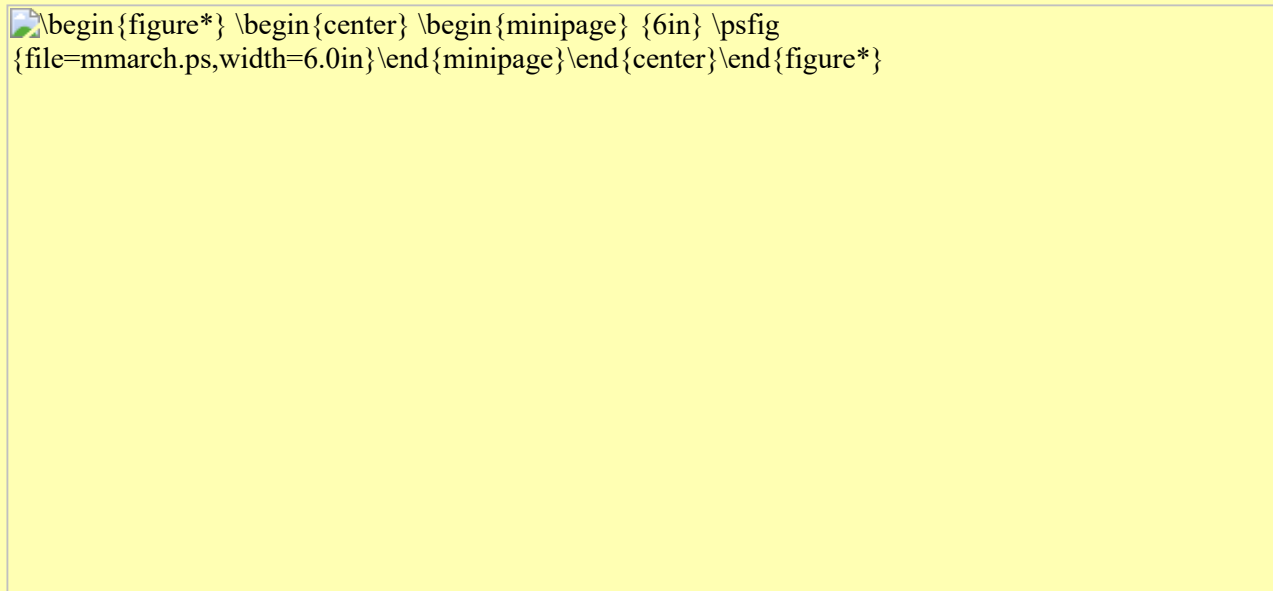 \begin{figure*} \begin{center} \begin{minipage} {6in} \psfig
{file=mmarch.ps,width=6.0in}\end{minipage}\end{center}\end{figure*}